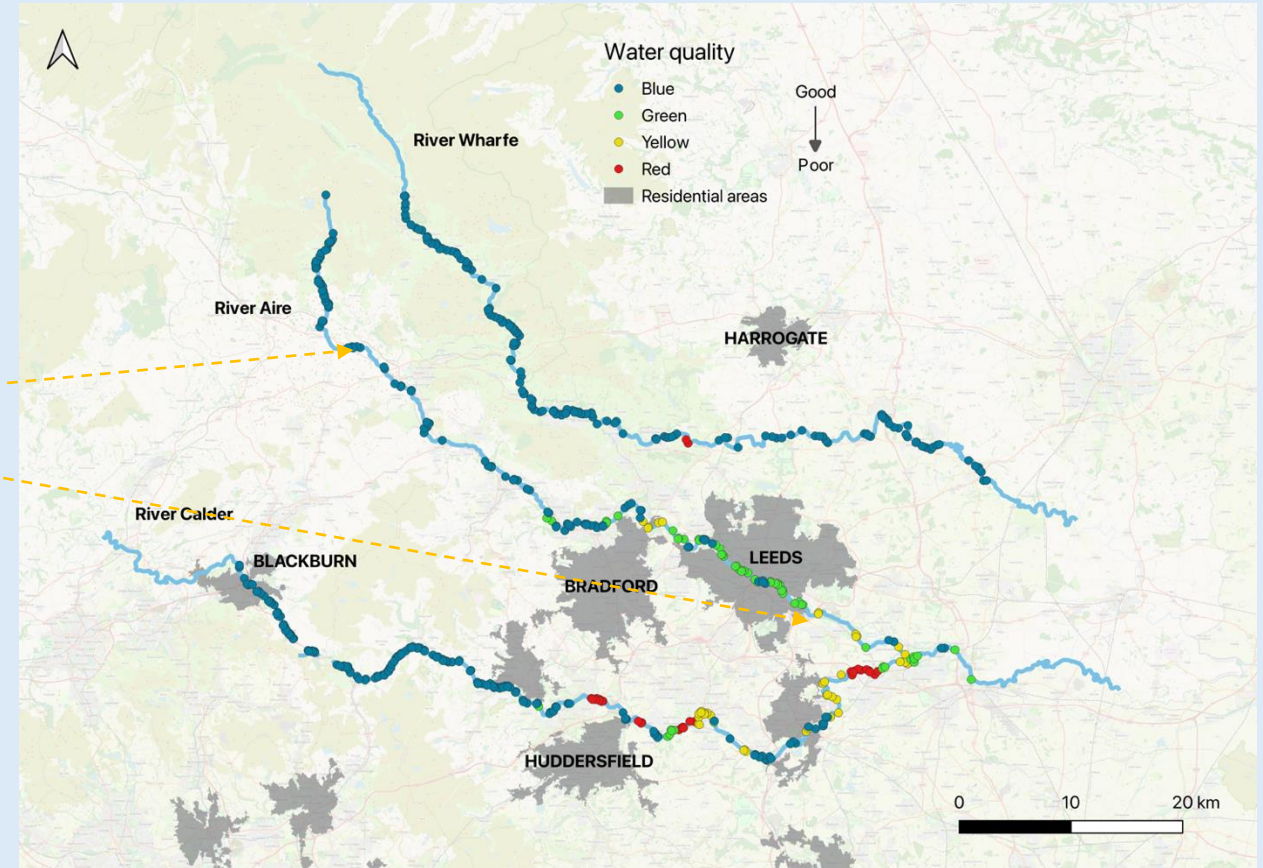 Water quality
Blue
Green
Yellow
Red
Residential areas
Good
Poor
River Wharfe
River Aire
HARROGATE
River Calder
BLACKBURN
LEEDS
BRADFORD
HUDDERSFIELD
0 10 20 km